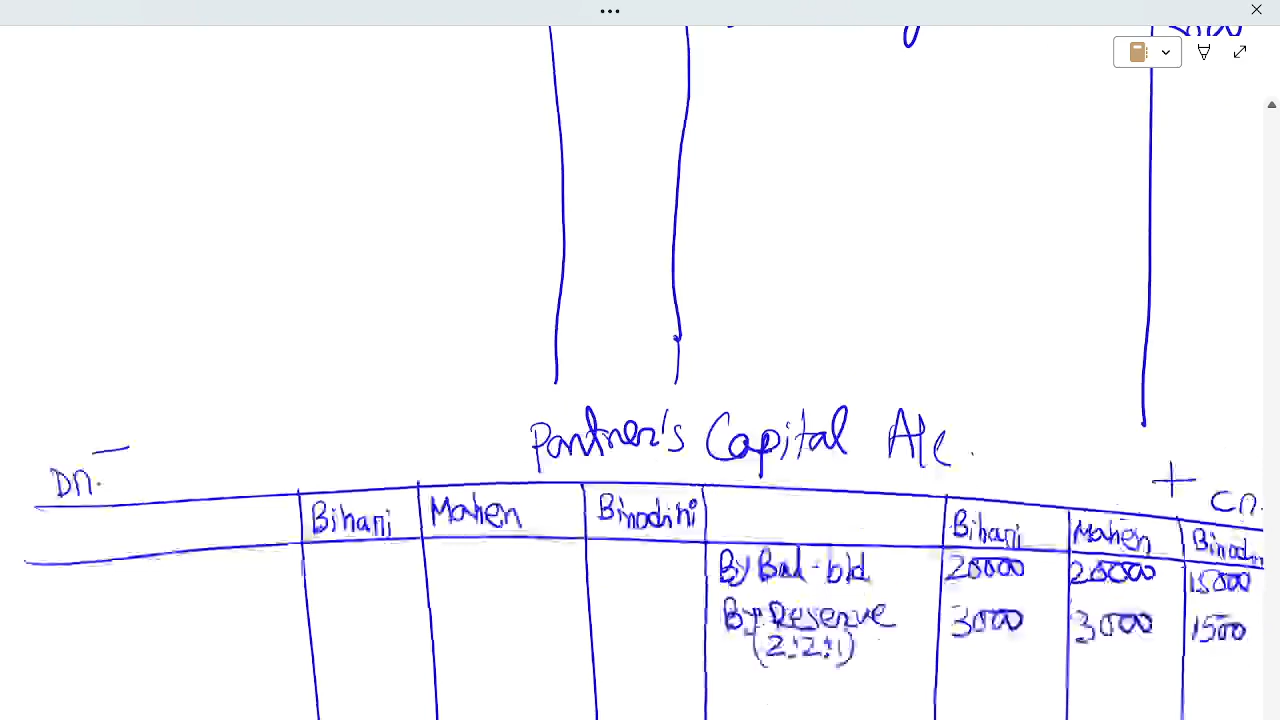 Partner's Capital A/c.
Dr. Cr.
Bihari Mahen Binodini Bihari Mahen Binodin
By Bal- b/d 20000 20000 15000
By Reserve 3000 3000 1500
(2:2:1)